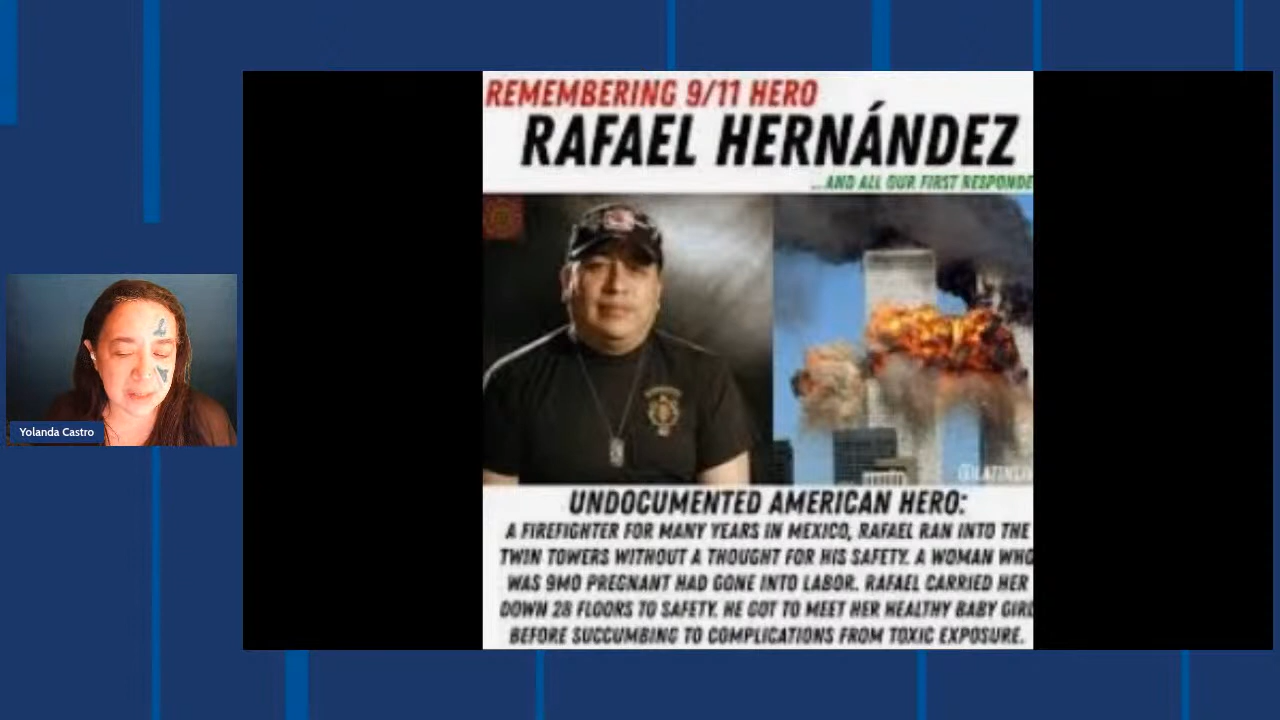 REMEMBERING 9/11 HERO
RAFAEL HERNÁNDEZ
...AND ALL OUR FIRST RESPONDE
UNDOCUMENTED AMERICAN HERO:
A FIREFIGHTER FOR MANY YEARS IN MEXICO, RAFAEL RAN INTO THE
TWIN TOWERS WITHOUT A THOUGHT FOR HIS SAFETY. A WOMAN WHO
WAS 9MO PREGNANT HAD GONE INTO LABOR. RAFAEL CARRIED HER
DOWN 28 FLOORS TO SAFETY. HE GOT TO MEET HER HEALTHY BABY GIRL
BEFORE SUCCUMBING TO COMPLICATIONS FROM TOXIC EXPOSURE.
Yolanda Castro